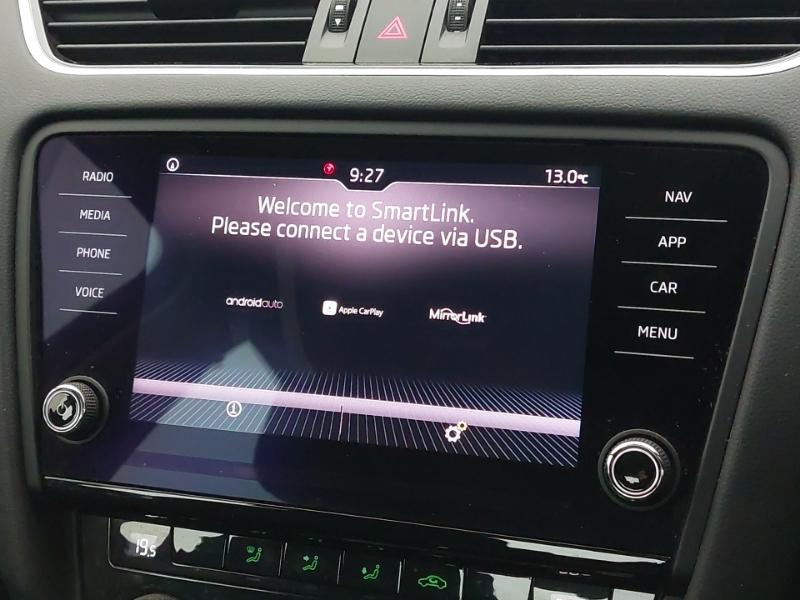 9:27
13.0°C
Welcome to SmartLink.
Please connect a device via USB.
androidauto
Apple CarPlay
MirrorLink
RADIO
MEDIA
PHONE
VOICE
NAV
APP
CAR
MENU
19.5